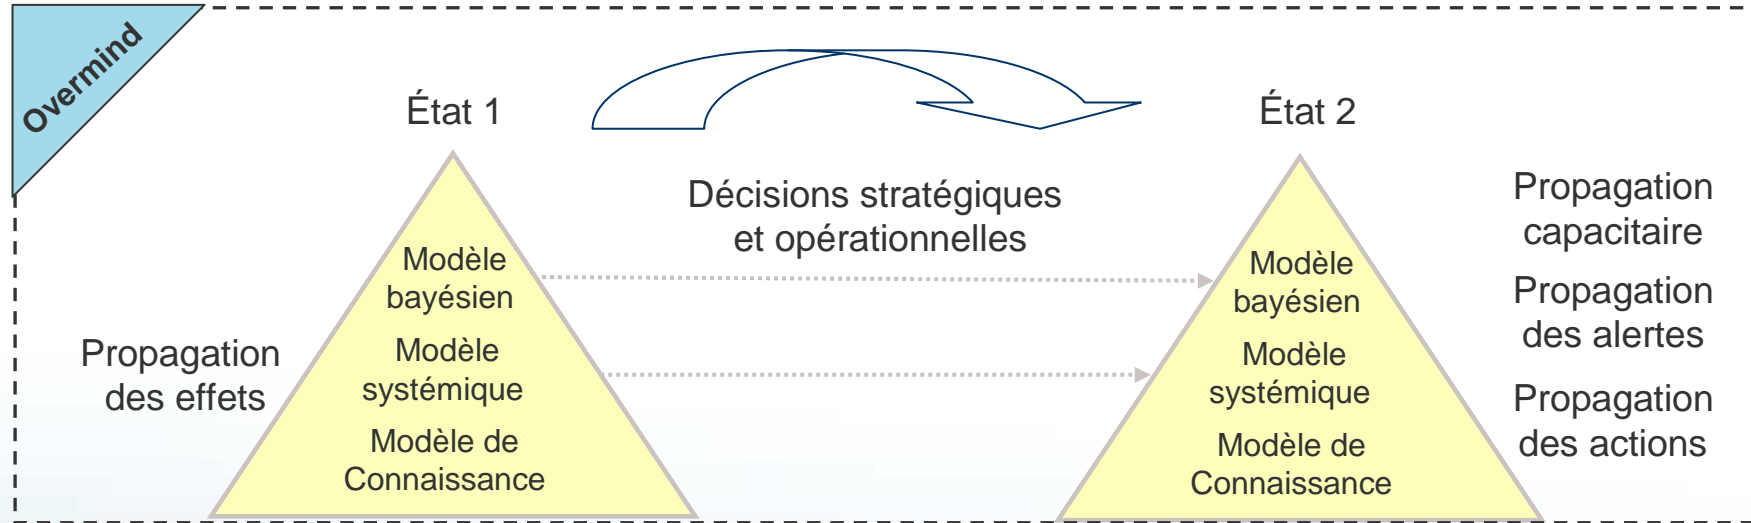 Overmind
État 1
État 2
Décisions stratégiques
et opérationnelles
Propagation
des effets
Modèle
bayésien
Modèle
systémique
Modèle de
Connaissance
Modèle
bayésien
Modèle
systémique
Modèle de
Connaissance
Propagation
capacitaire
Propagation
des alertes
Propagation
des actions